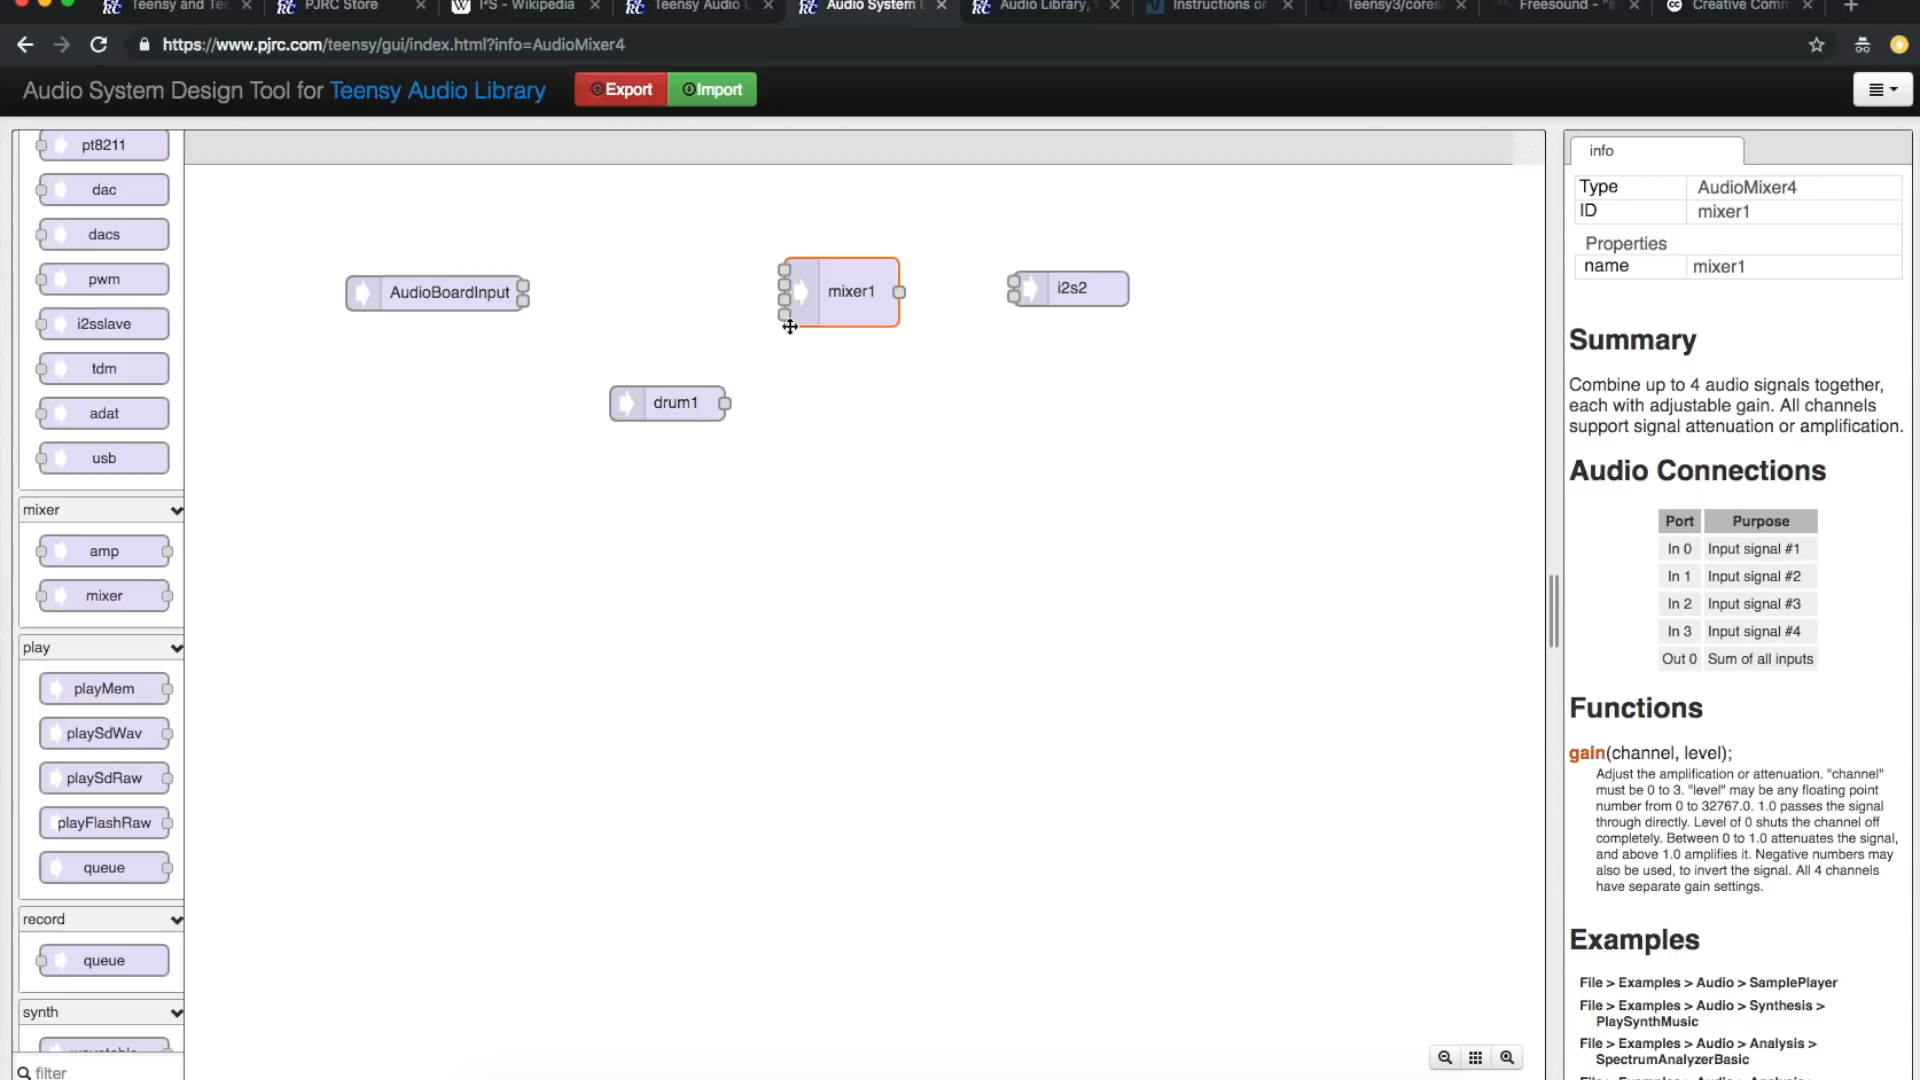 Teensy and Tee
PJRC Store
I²S - Wikipedia
Teensy Audio L
Audio System D
Audio Library,
Instructions or
Teensy3/cores/
Freesound - "s
Creative Comm
https://www.pjrc.com/teensy/gui/index.html?info=AudioMixer4
Audio System Design Tool for Teensy Audio Library
Export
Import
pt8211
dac
dacs
pwm
i2sslave
tdm
adat
usb
mixer
amp
mixer
play
playMem
playSdWav
playSdRaw
playFlashRaw
queue
record
queue
synth
filter
AudioBoardInput
mixer1
i2s2
drum1
info
Type AudioMixer4
ID mixer1
Properties
name mixer1
Summary
Combine up to 4 audio signals together,
each with adjustable gain. All channels
support signal attenuation or amplification.
Audio Connections
Port Purpose
In 0 Input signal #1
In 1 Input signal #2
In 2 Input signal #3
In 3 Input signal #4
Out 0 Sum of all inputs
Functions
gain(channel, level);
Adjust the amplification or attenuation. "channel"
must be 0 to 3. "level" may be any floating point
number from 0 to 32767.0. 1.0 passes the signal
through directly. Level of 0 shuts the channel off
completely. Between 0 to 1.0 attenuates the signal,
and above 1.0 amplifies it. Negative numbers may
also be used, to invert the signal. All 4 channels
have separate gain settings.
Examples
File > Examples > Audio > SamplePlayer
File > Examples > Audio > Synthesis >
PlaySynthMusic
File > Examples > Audio > Analysis >
SpectrumAnalyzerBasic